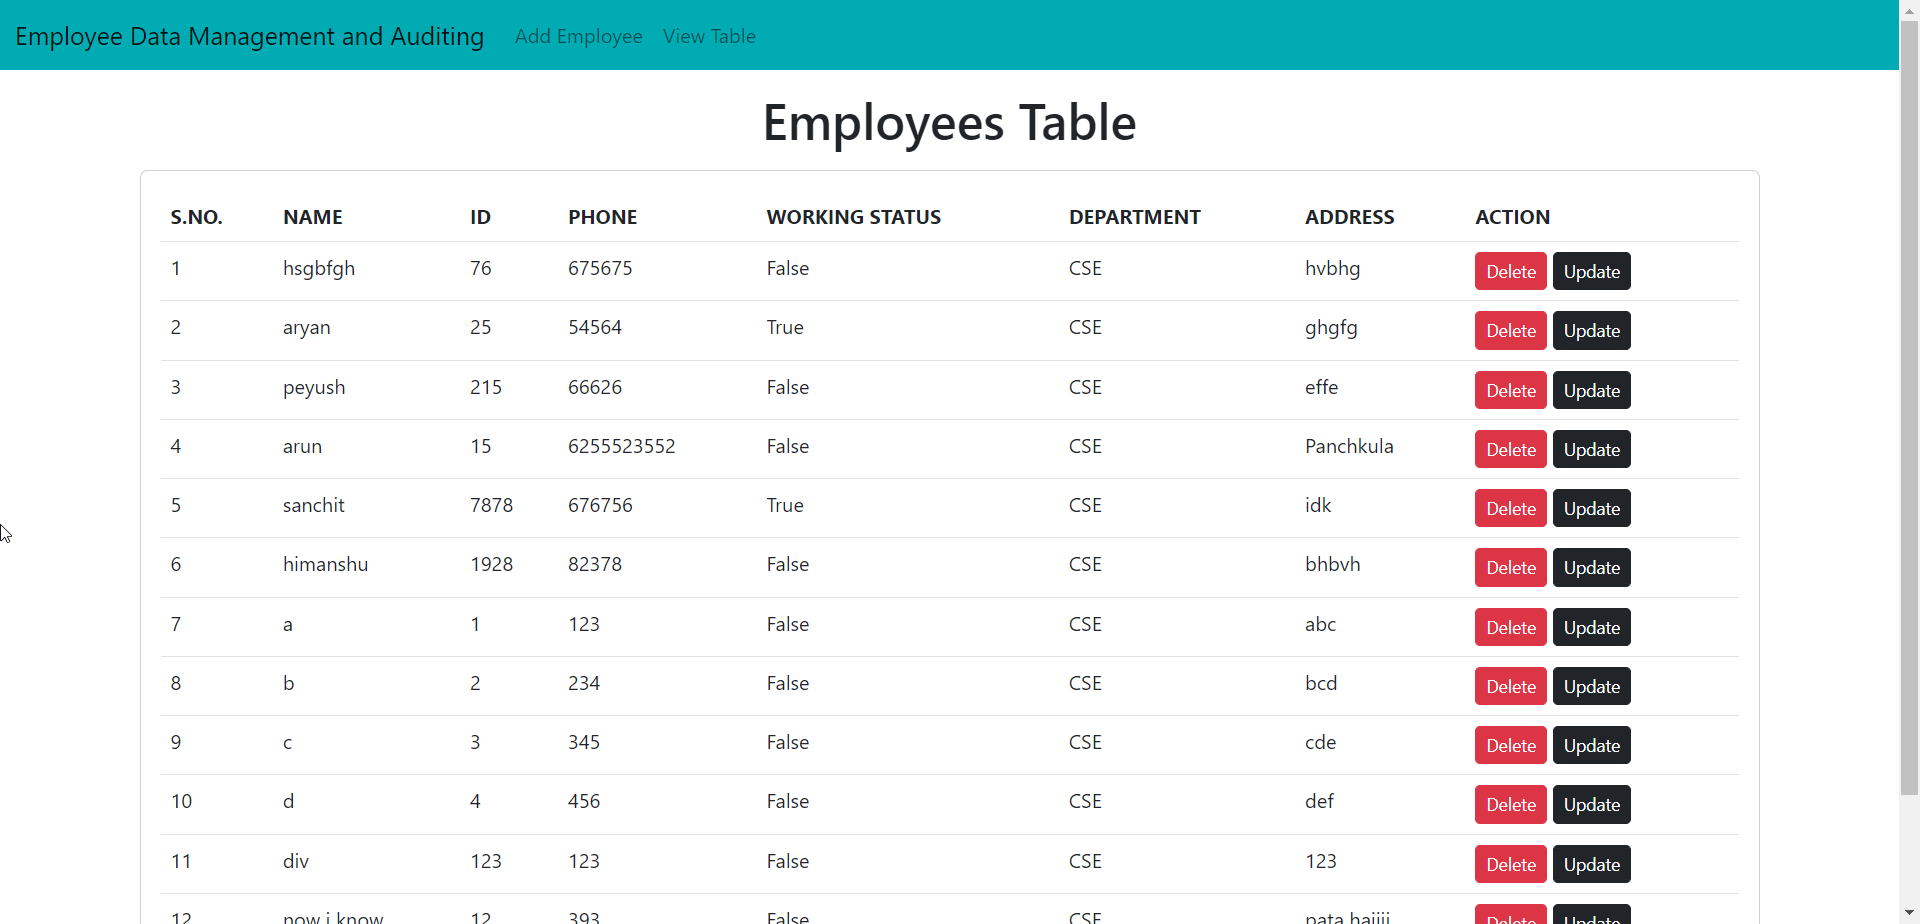 Employee Data Management and Auditing Add Employee View Table
Employees Table
S.NO. NAME ID PHONE WORKING STATUS DEPARTMENT ADDRESS ACTION
1 hsgbfgh 76 675675 False CSE hvbhg Delete Update
2 aryan 25 54564 True CSE ghgfg Delete Update
3 peyush 215 66626 False CSE effe Delete Update
4 arun 15 6255523552 False CSE Panchkula Delete Update
5 sanchit 7878 676756 True CSE idk Delete Update
6 himanshu 1928 82378 False CSE bhbvh Delete Update
7 a 1 123 False CSE abc Delete Update
8 b 2 234 False CSE bcd Delete Update
9 c 3 345 False CSE cde Delete Update
10 d 4 456 False CSE def Delete Update
11 div 123 123 False CSE 123 Delete Update
12 now i know 12 393 False CSE pata Delete Update